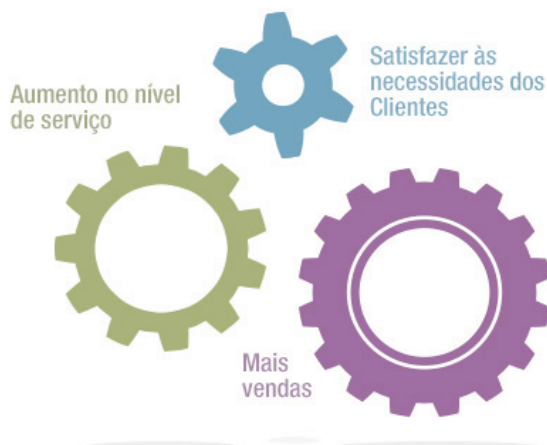 Satisfazer às
necessidades dos
Clientes
Aumento no nível
de serviço
Mais
vendas